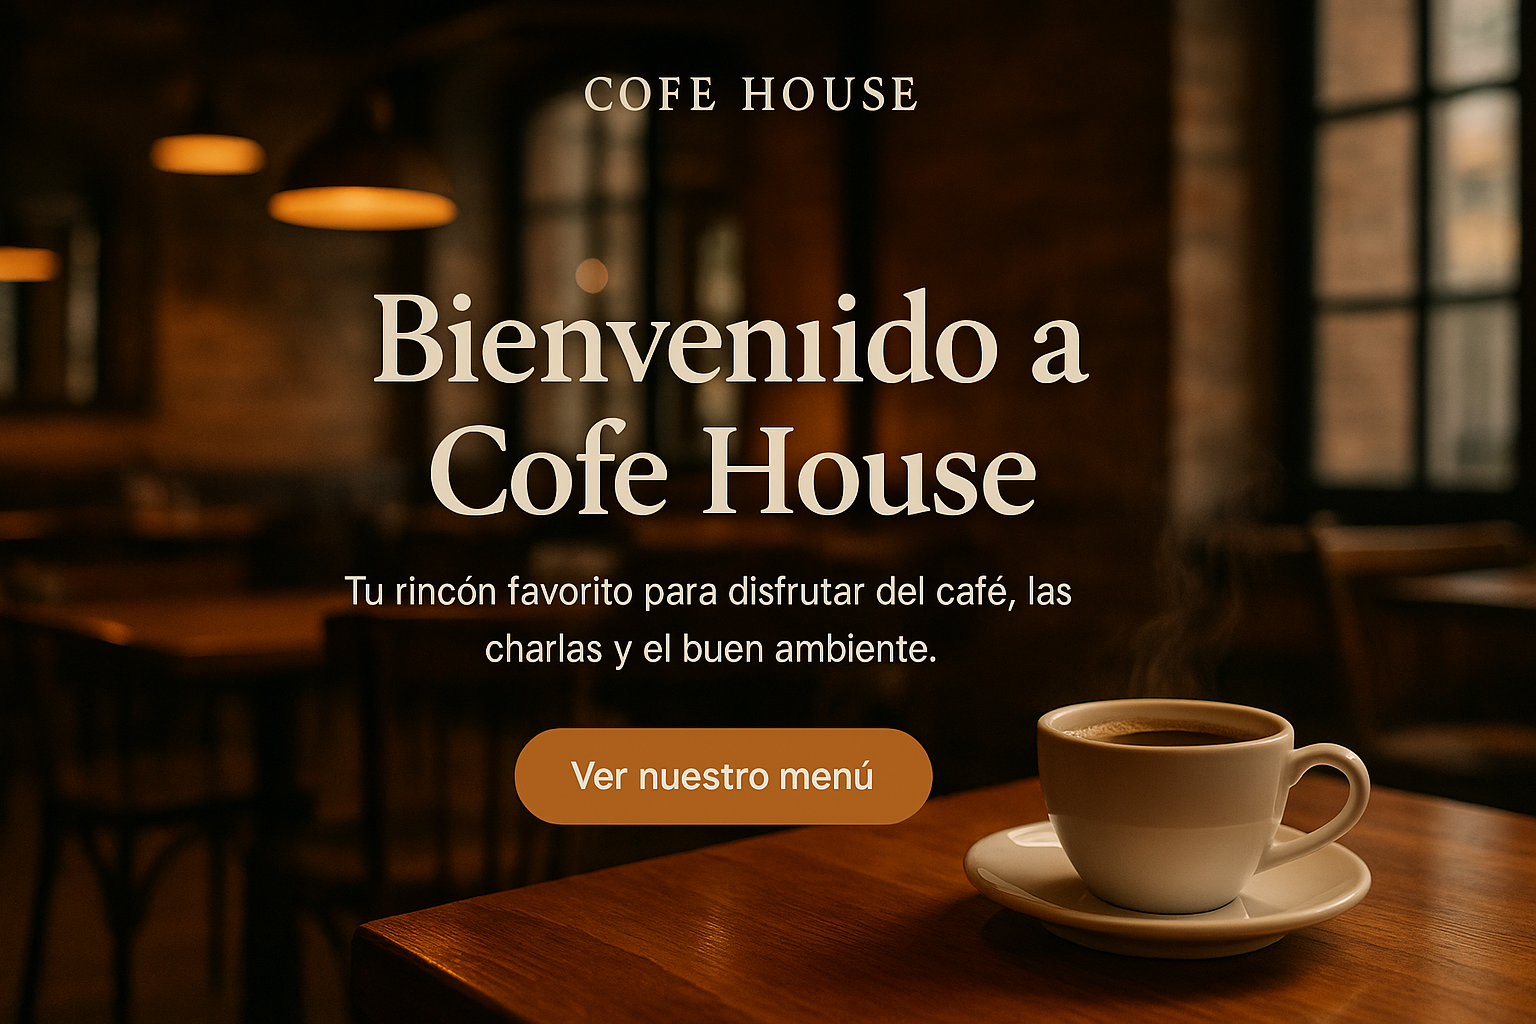 COFE HOUSE
Bienvenıido a
Cofe House
Tu rincón favorito para disfrutar del café, las
charlas y el buen ambiente.
Ver nuestro menú